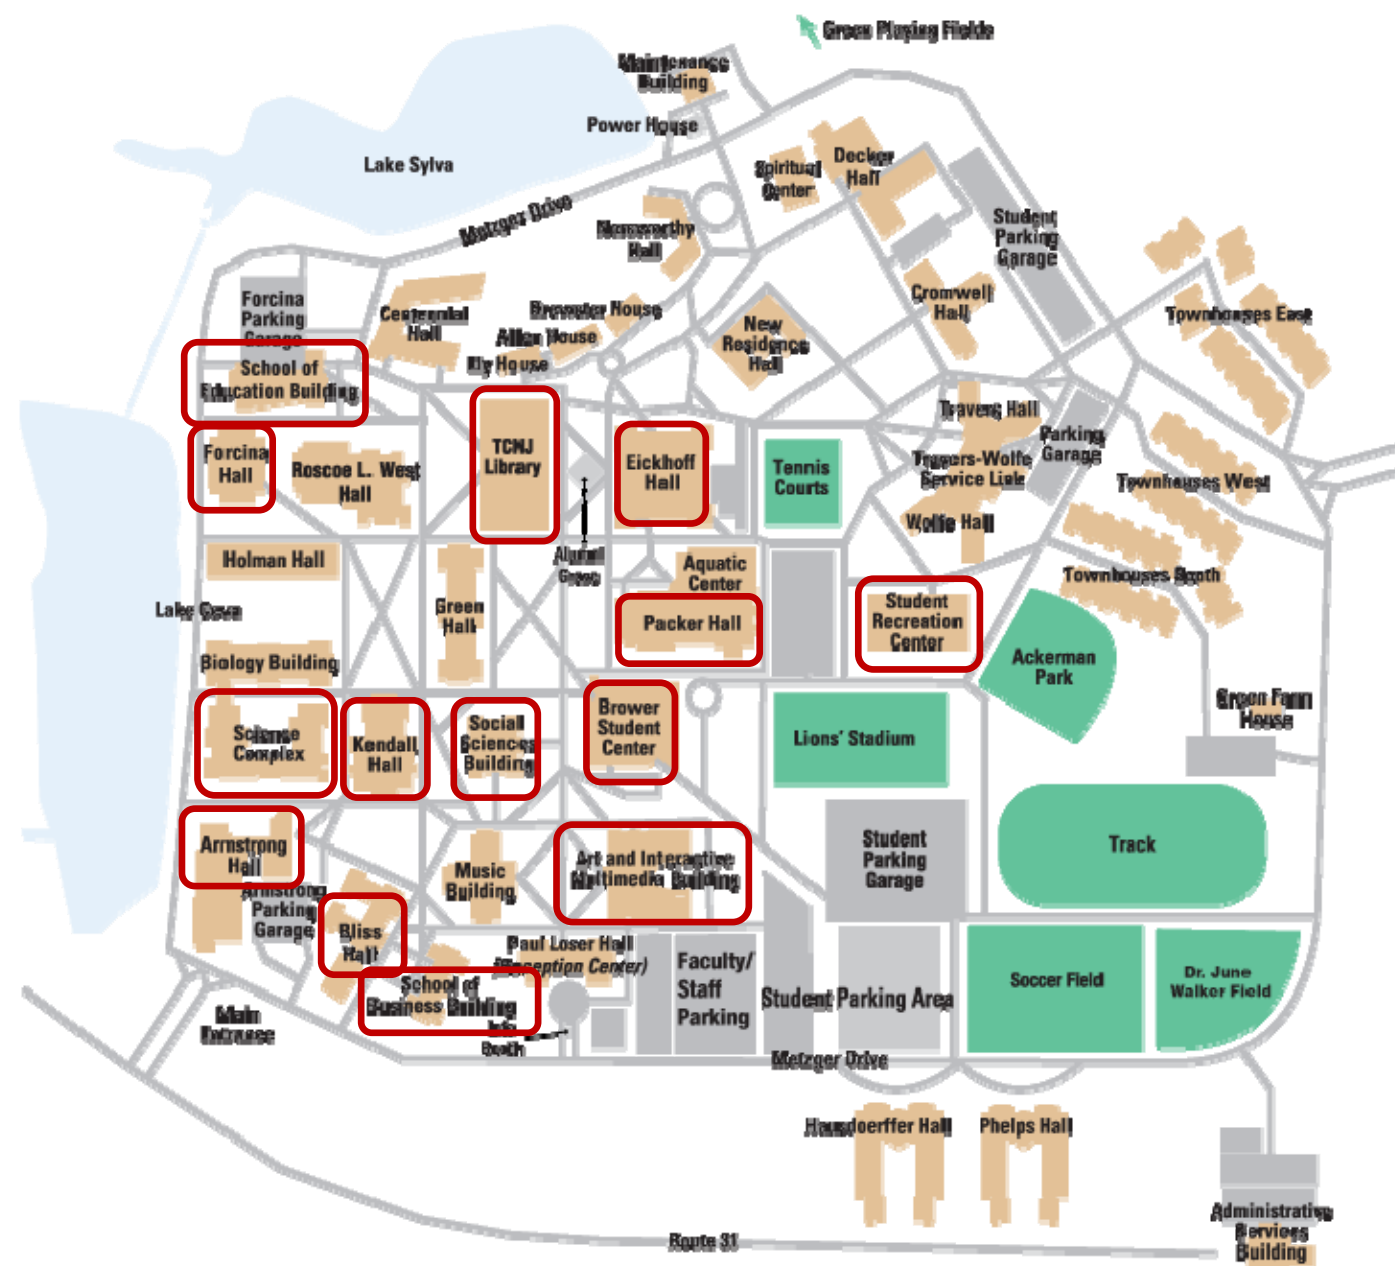 Green Playing Fields
Maintenance
Building
Power House
Lake Sylva
Spiritual
Center
Decker
Hall
Metzger Drive
Norsworthy
Hall
Student
Parking
Garage
Forcina
Parking
Garage
Centennial
Hall
Brewster House
Allen House
Ely House
New
Residence
Hall
Cromwell
Hall
Townhouses East
School of
Education Building
TCNJ
Library
Travers Hall
Parking
Garage
Forcina
Hall
Roscoe L. West
Hall
Eickhoff
Hall
Tennis
Courts
Travers-Wolfe
Service Link
Townhouses West
Wolfe Hall
Holman Hall
Alumni
Grove
Aquatic
Center
Townhouses South
Lake Ceva
Green
Hall
Packer Hall
Student
Recreation
Center
Ackerman
Park
Biology Building
Science
Complex
Kendall
Hall
Social
Sciences
Building
Brower
Student
Center
Lions' Stadium
Green Farm
House
Armstrong
Hall
Music
Building
Art and Interactive
Multimedia Building
Student
Parking
Garage
Track
Armstrong
Parking
Garage
Bliss
Hall
Paul Loser Hall
(Reception Center)
Faculty/
Staff
Parking
Student Parking Area
Soccer Field
Dr. June
Walker Field
School of
Business Building
Info
Booth
Main
Entrance
Metzger Drive
Hausdoerffer Hall
Phelps Hall
Administrative
Services
Building
Route 31